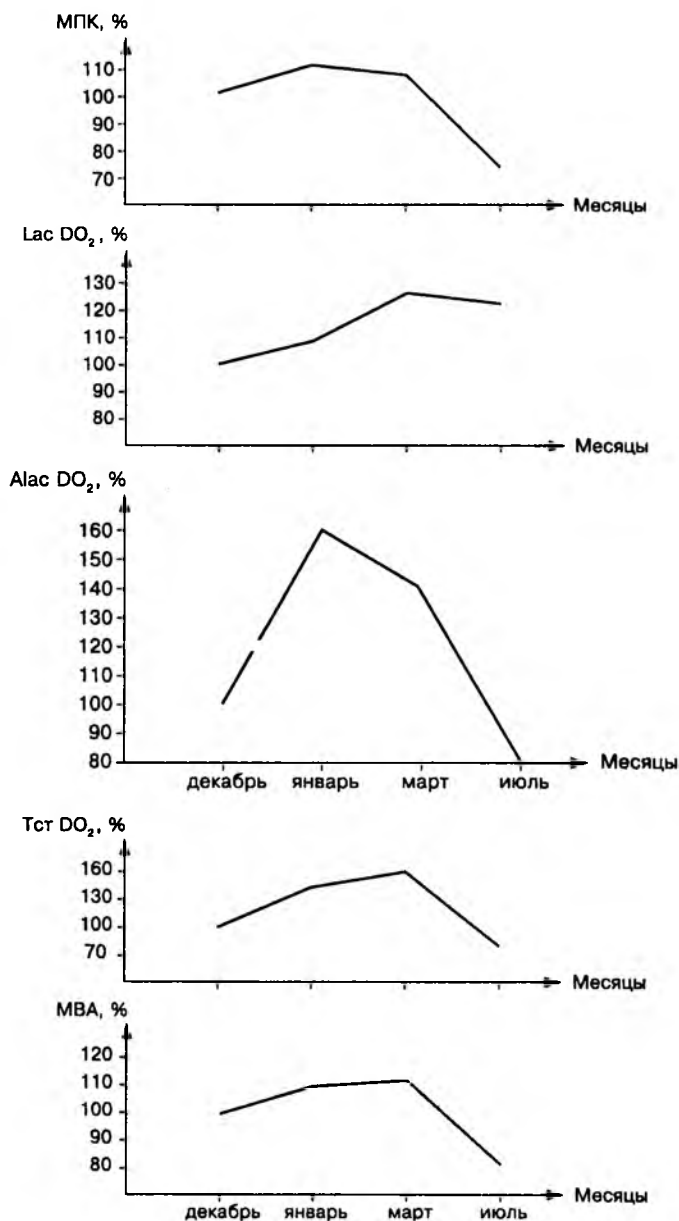 МПК, %
110
100
90
80
70
Месяцы
Lac DO₂, %
130
120
110
100
90
80
Месяцы
Alac DO₂, %
160
150
140
130
120
110
100
90
80
Месяцы
декабрь январь март июль
Тст DO₂, %
160
130
100
70
Месяцы
МВА, %
120
110
100
90
80
Месяцы
декабрь январь март июль